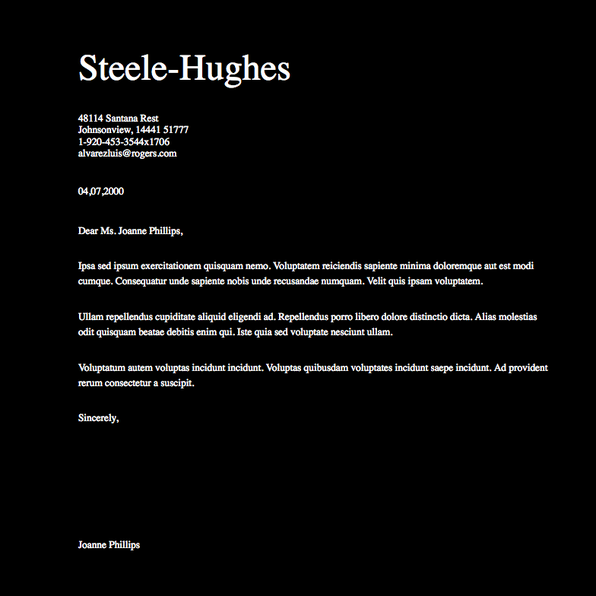 Steele-Hughes
48114 Santana Rest
Johnsonview, 14441 51777
1-920-453-3544x1706
alvarezluis@rogers.com
04,07,2000
Dear Ms. Joanne Phillips,
Ipsa sed ipsum exercitationem quisquam nemo. Voluptatem reiciendis sapiente minima doloremque aut est modi
cumque. Consequatur unde sapiente nobis unde recusandae numquam. Velit quis ipsam voluptatem.
Ullam repellendus cupiditate aliquid eligendi ad. Repellendus porro libero dolore distinctio dicta. Alias molestias
odit quisquam beatae debitis enim qui. Iste quia sed voluptate nesciunt ullam.
Voluptatum autem voluptas incidunt incidunt. Voluptas quibusdam voluptates incidunt saepe incidunt. Ad provident
rerum consectetur a suscipit.
Sincerely,
Joanne Phillips